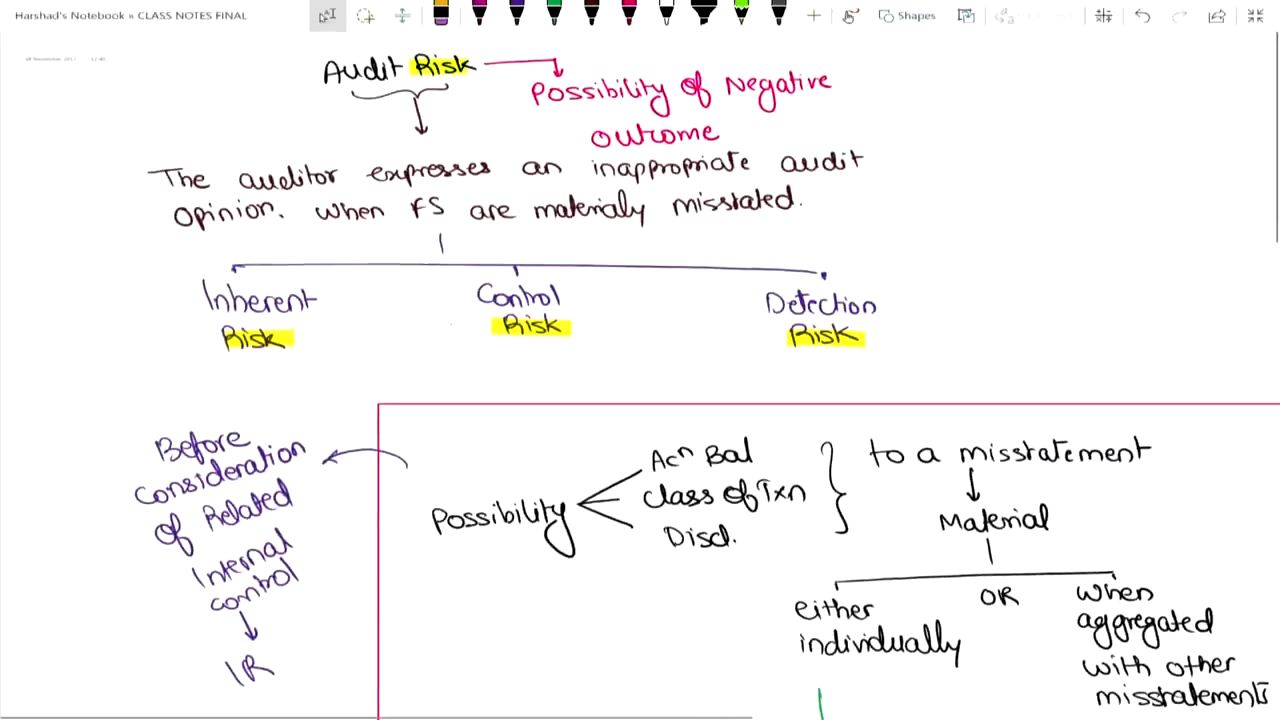 Harshad's Notebook » CLASS NOTES FINAL
Shapes
Audit Risk
Possibility of Negative
outcome
The auditor expresses an inappropriate audit
opinion. when FS are materialy misstated.
Inherent
Risk
Control
Risk
Detection
Risk
Before
consideration
of Related
Internal
control
IR
Possibility
Acn Bal
class of Txn
Discl.
to a misstatement
Material
either
individually
OR
when
aggregated
with other
misstatements